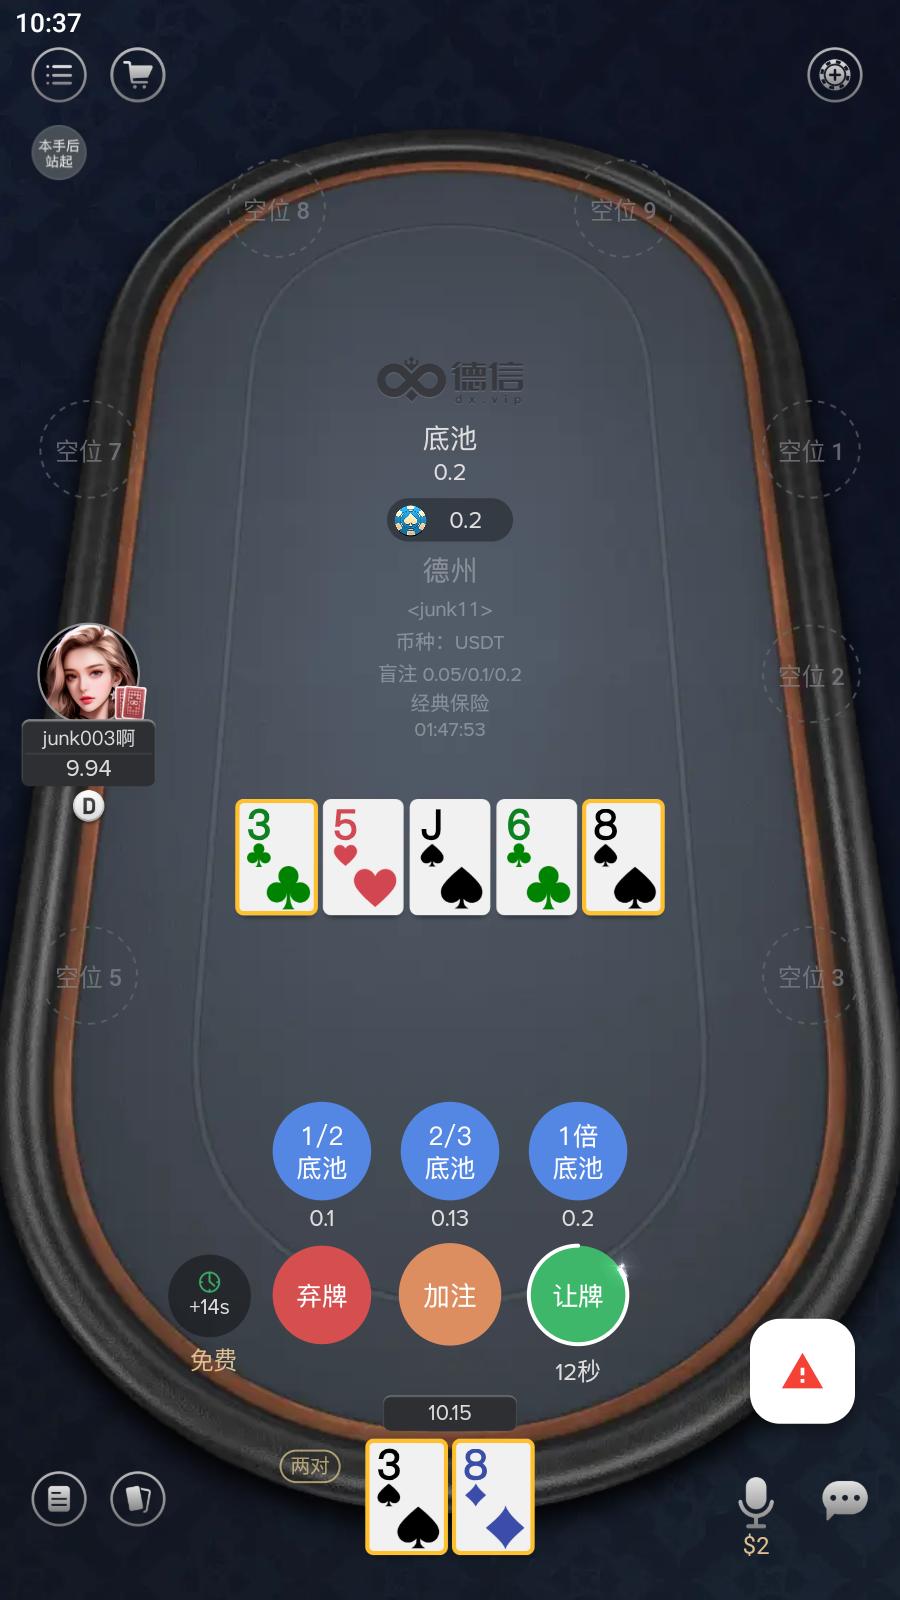 10:37
本手后
站起
空位 8
空位 9
德信
dx.vip
底池
0.2
空位 7
空位 1
0.2
德州
<junk11>
币种：USDT
盲注 0.05/0.1/0.2
经典保险
01:47:53
空位 2
junk003啊
9.94
D
3
5
J
6
8
空位 5
空位 3
1/2
底池
2/3
底池
1倍
底池
0.1
0.13
0.2
+14s
弃牌
加注
让牌
免费
12秒
10.15
两对
3
8
$2